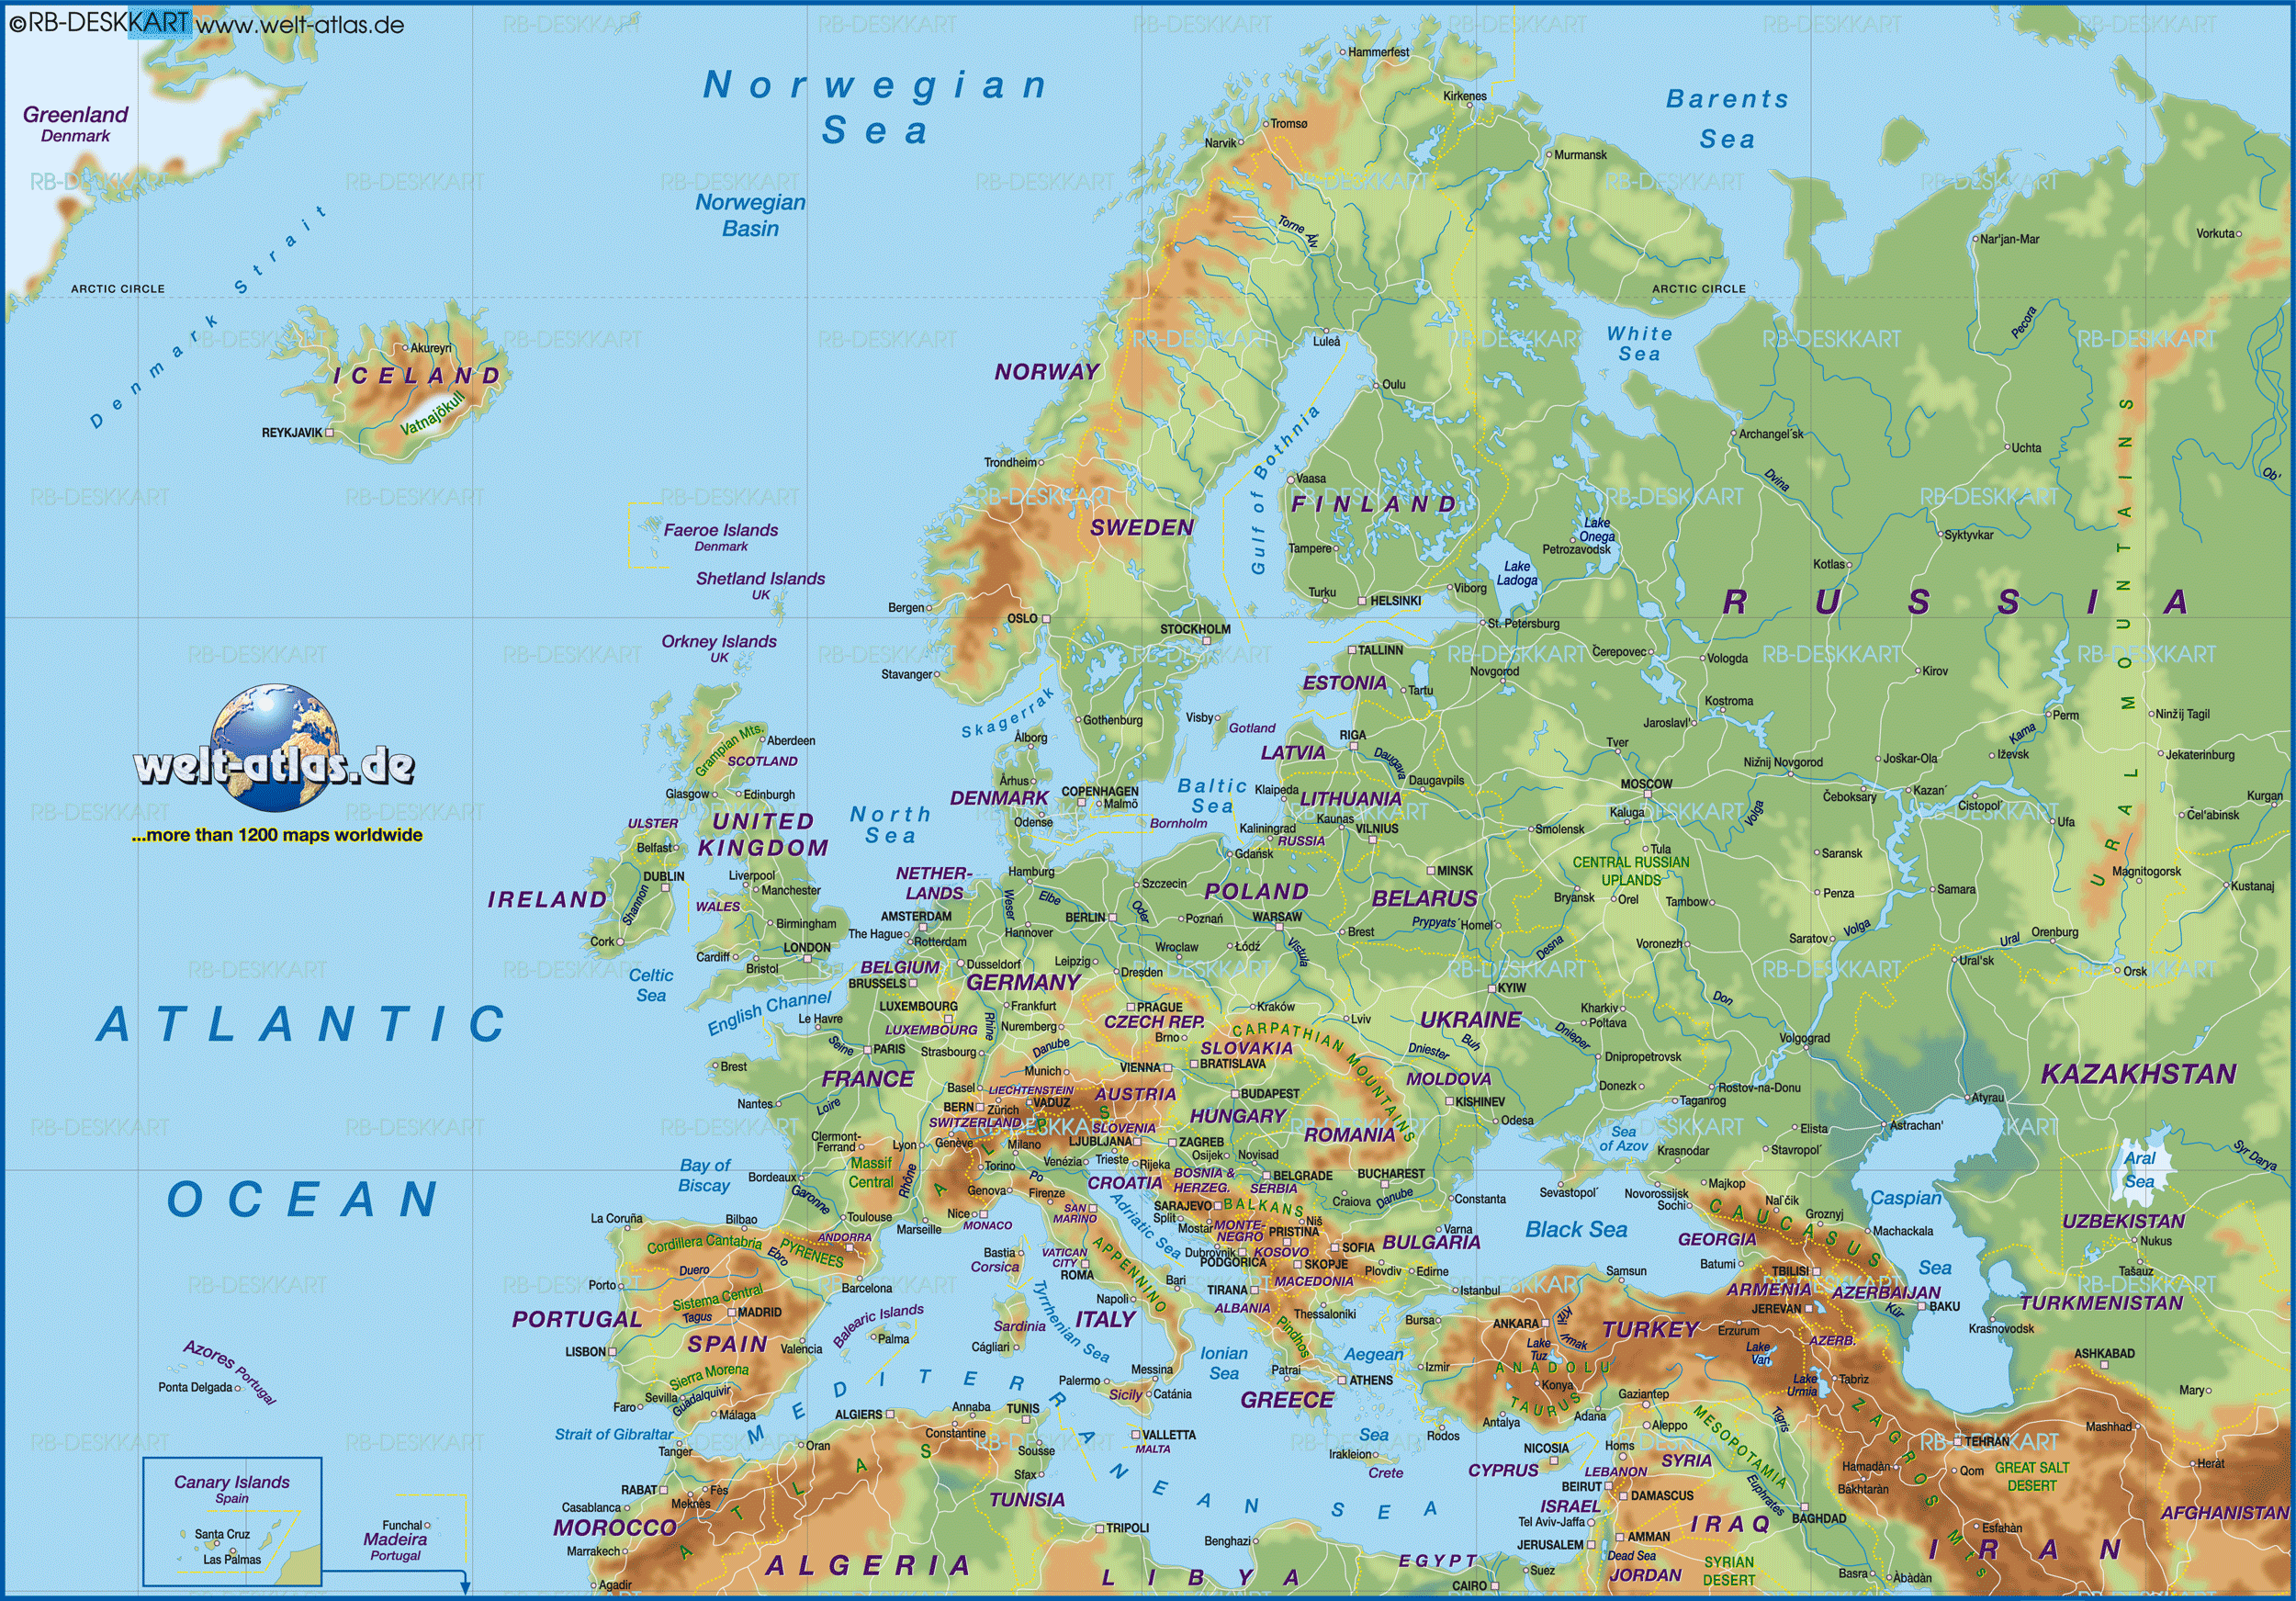 ©RB-DESKKART www.welt-atlas.de
Greenland
Denmark
Norwegian
Sea
Norwegian
Basin
Barents
Sea
Hammerfest
Kirkenes
Tromsø
Narvik
Murmansk
Nar'jan-Mar
Vorkuta
Torne Älv
Denmark Strait
ARCTIC CIRCLE
ARCTIC CIRCLE
White
Sea
Pecora
Akureyri
ICELAND
Vatnajökull
REYKJAVIK
NORWAY
Luleå
Oulu
Gulf of Bothnia
Archangel'sk
Uchta
Ob'
Dvina
Trondheim
Vaasa
FINLAND
SWEDEN
Lake
Onega
Petrozavodsk
Syktyvkar
Tampere
Faeroe Islands
Denmark
Shetland Islands
UK
Lake
Ladoga
Kotlas
URAL MOUNTAINS
Turku
HELSINKI
Viborg
RUSSIA
Bergen
OSLO
STOCKHOLM
St. Petersburg
Orkney Islands
UK
TALLINN
Čerepovec
Vologda
Novgorod
Kirov
Stavanger
ESTONIA
Tartu
Skagerrak
Gothenburg
Visby
Gotland
Kostroma
Jaroslavl'
Perm
Ninžij Tagil
Kama
Grampian Mts.
Aberdeen
SCOTLAND
Ålborg
RIGA
LATVIA
Daugava
Tver
Nižnij Novgorod
Joškar-Ola
Iževsk
Jekaterinburg
welt-atlas.de
...more than 1200 maps worldwide
Glasgow
Edinburgh
Århus
DENMARK
COPENHAGEN
Malmö
Odense
Baltic
Sea
Klaipeda
LITHUANIA
Daugavpils
MOSCOW
Kaluga
Čeboksary
Kazan'
Cistopol'
Kurgan
Čel'abinsk
Ufa
Volga
North
Sea
ULSTER
Belfast
UNITED
KINGDOM
Bornholm
Kaliningrad
RUSSIA
Kaunas
VILNIUS
Smolensk
Gdańsk
Tula
CENTRAL RUSSIAN
UPLANDS
Saransk
DUBLIN
IRELAND
Shannon
Liverpool
Manchester
WALES
NETHER-
LANDS
Hamburg
Weser
Elbe
Szczecin
Oder
POLAND
MINSK
BELARUS
Bryansk
Orel
Tambow
Penza
Samara
Magnitogorsk
Kustanaj
AMSTERDAM
The Hague
Rotterdam
Hannover
BERLIN
Poznań
WARSAW
Brest
Prypyats'
Homel'
Cork
Birmingham
LONDON
Cardiff
Bristol
Desna
Voronezh
Saratov
Volga
Ural
Orenburg
Ural'sk
Orsk
Celtic
Sea
BELGIUM
BRUSSELS
Dusseldorf
GERMANY
Leipzig
Dresden
Wroclaw
Łódź
Vistula
KYIW
Don
ATLANTIC
OCEAN
English Channel
Le Havre
LUXEMBOURG
LUXEMBOURG
Frankfurt
Nuremberg
Rhine
PRAGUE
CZECH REP.
Brno
Kraków
CARPATHIAN MOUNTAINS
Lviv
UKRAINE
Kharkiv
Poltava
Dnieper
Dniester
Buh
Dnipropetrovsk
Volgograd
Seine
PARIS
Strasbourg
Danube
Brest
SLOVAKIA
BRATISLAVA
VIENNA
Munich
FRANCE
Basel
LIECHTENSTEIN
VADUZ
AUSTRIA
BUDAPEST
HUNGARY
MOLDOVA
KISHINEV
Donezk
Rostov-na-Donu
Taganrog
KAZAKHSTAN
Atyrau
Nantes
Loire
BERN
Zürich
SWITZERLAND
Genève
ALPS
SLOVENIA
LJUBLJANA
ZAGREB
ROMANIA
Odesa
Sea
of Azov
Elista
Astrachan'
Stavropol'
Krasnodar
Clermont-
Ferrand
Lyon
Milano
Torino
Venézia
Trieste
Rijeka
Osijek
Novisad
Massif
Central
Rhône
Po
Bay of
Biscay
Bordeaux
Garonne
CROATIA
BOSNIA &
HERZEG.
BELGRADE
SERBIA
BUCHAREST
Craiova
Danube
Constanta
Sevastopol'
Novorossijsk
Sochi
Majkop
Nal'čik
Groznyj
Caspian
Sea
Aral
Sea
Syr Darya
Genova
Firenze
SAN
MARINO
Nice
MONACO
Marseille
Toulouse
ANDORRA
La Coruña
Bilbao
Cordillera Cantabria
PYRENEES
Ebro
Duero
Adriatic Sea
SARAJEVO
Split
Mostar
BALKANS
MONTE-
NEGRO
Dubrovnik
PODGORICA
PRISTINA
KOSOVO
Niš
SOFIA
SKOPJE
BULGARIA
Varna
Black Sea
CAUCASUS
GEORGIA
Machackala
UZBEKISTAN
Nukus
Tašauz
Bastia
Corsica
VATICAN
CITY
ROMA
APPENNINO
Bari
Napoli
TIRANA
ALBANIA
MACEDONIA
Plovdiv
Edirne
Istanbul
Samsun
Batumi
TBILISI
ARMENIA
AZERBAIJAN
JEREVAN
Kür
BAKU
Krasnovodsk
TURKMENISTAN
Porto
Sistema Central
Barcelona
MADRID
Tagus
PORTUGAL
SPAIN
LISBON
Balearic Islands
Palma
Valencia
Sardinia
Cágliari
Tyrrhenian Sea
ITALY
Thessaloniki
Pindhos
Ionian
Sea
Aegean
Sea
Bursa
ANKARA
Kizil Irmak
TURKEY
Erzurum
AZERB.
Lake
Tuz
Lake
Van
Lake
Urmia
ASHKABAD
Azores Portugal
Ponta Delgada
Sierra Morena
Sevilla
Guadalquivir
Faro
Málaga
Messina
Palermo
Sicily
Catánia
Patrai
ATHENS
GREECE
Izmir
ANADOLU
Konya
TAURUS
Antalya
Adana
Gaziantep
Aleppo
Tabriz
Tigris
Mary
Mashhad
Strait of Gibraltar
Tanger
MEDITERRANEAN SEA
ALGIERS
Oran
Annaba
Constantine
TUNIS
Sousse
Sfax
VALLETTA
MALTA
Rodos
Irakleion
Crete
NICOSIA
CYPRUS
Homs
LEBANON
BEIRUT
SYRIA
DAMASCUS
MESOPOTAMIA
Euphrates
ZAGROS Mts
TEHRAN
Hamadàn
Qom
Bàkhtaràn
GREAT SALT
DESERT
Heràt
AFGHANISTAN
Canary Islands
Spain
Santa Cruz
Las Palmas
Funchal
Madeira
Portugal
RABAT
Casablanca
Meknès
Fès
MOROCCO
Marrakech
Agadir
ATLAS
ALGERIA
TUNISIA
TRIPOLI
Benghazi
LIBYA
EGYPT
CAIRO
Suez
ISRAEL
Tel Aviv-Jaffa
JERUSALEM
AMMAN
Dead Sea
JORDAN
IRAQ
SYRIAN
DESERT
BAGHDAD
Basra
Àbàdàn
Esfahàn
IRAN